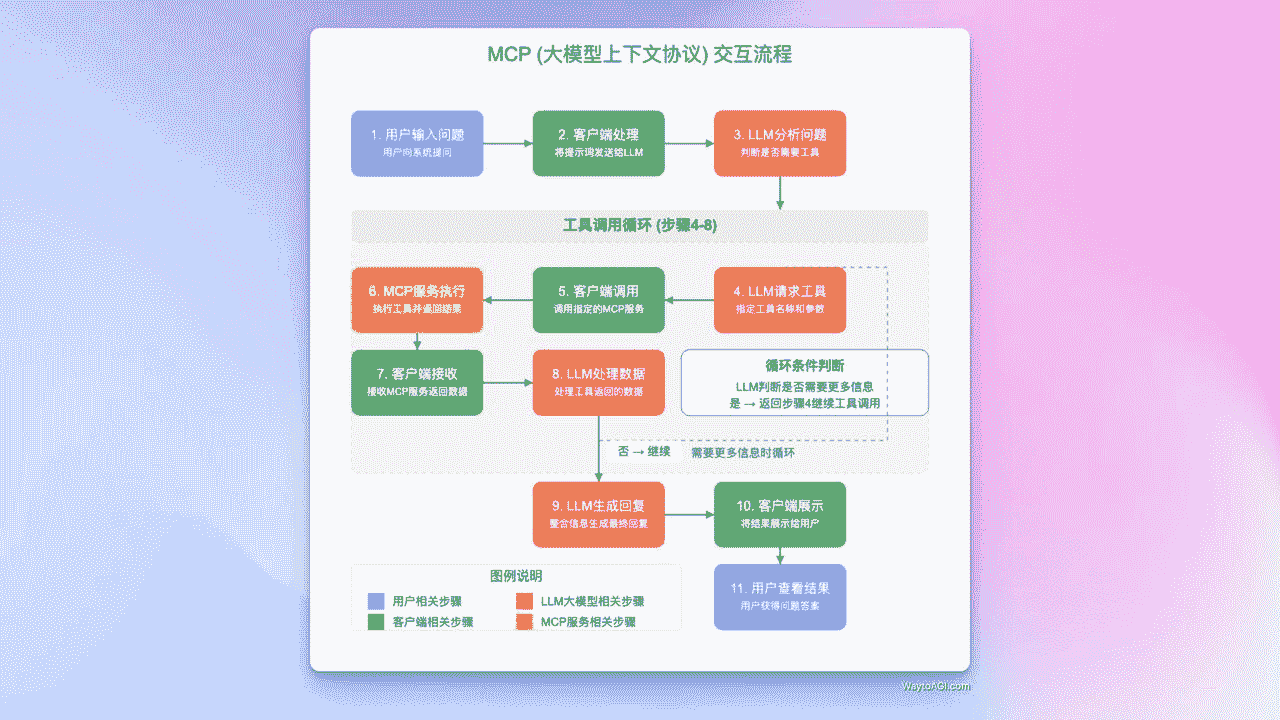 MCP (大模型上下文协议) 交互流程
1. 用户输入问题
用户向系统提问
2. 客户端处理
将提示词发送给LLM
3. LLM分析问题
判断是否需要工具
工具调用循环 (步骤4-8)
6. MCP服务执行
执行工具并返回结果
5. 客户端调用
调用指定的MCP服务
4. LLM请求工具
指定工具名称和参数
7. 客户端接收
接收MCP服务返回数据
8. LLM处理数据
处理工具返回的数据
循环条件判断
LLM判断是否需要更多信息
是 → 返回步骤4继续工具调用
否 → 继续
需要更多信息时循环
9. LLM生成回复
整合信息生成最终回复
10. 客户端展示
将结果展示给用户
11. 用户查看结果
用户获得问题答案
图例说明
用户相关步骤
LLM大模型相关步骤
客户端相关步骤
MCP服务相关步骤
WaytoAGI.com